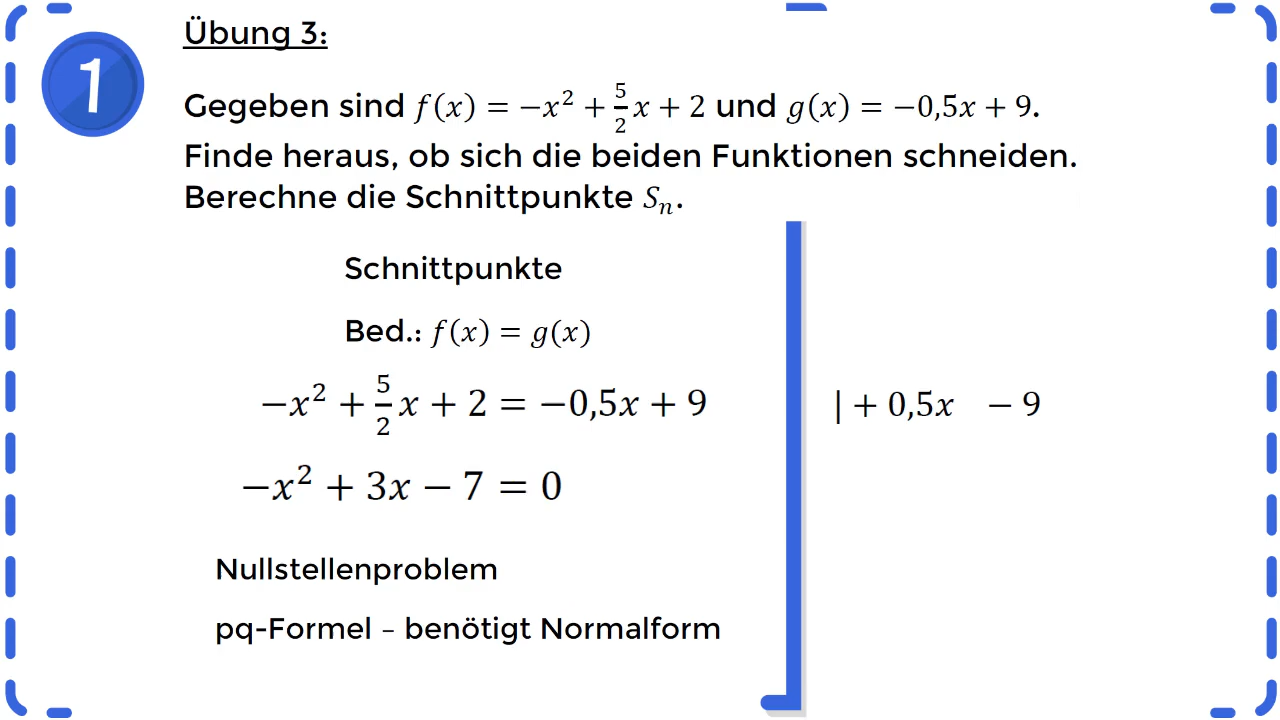 1
Übung 3:
Gegeben sind f(x) = −x² + 5/2 x + 2 und g(x) = −0,5x + 9.
Finde heraus, ob sich die beiden Funktionen schneiden.
Berechne die Schnittpunkte Sₙ.
Schnittpunkte
Bed.: f(x) = g(x)
−x² + 5/2 x + 2 = −0,5x + 9 | + 0,5x − 9
−x² + 3x − 7 = 0
Nullstellenproblem
pq-Formel – benötigt Normalform